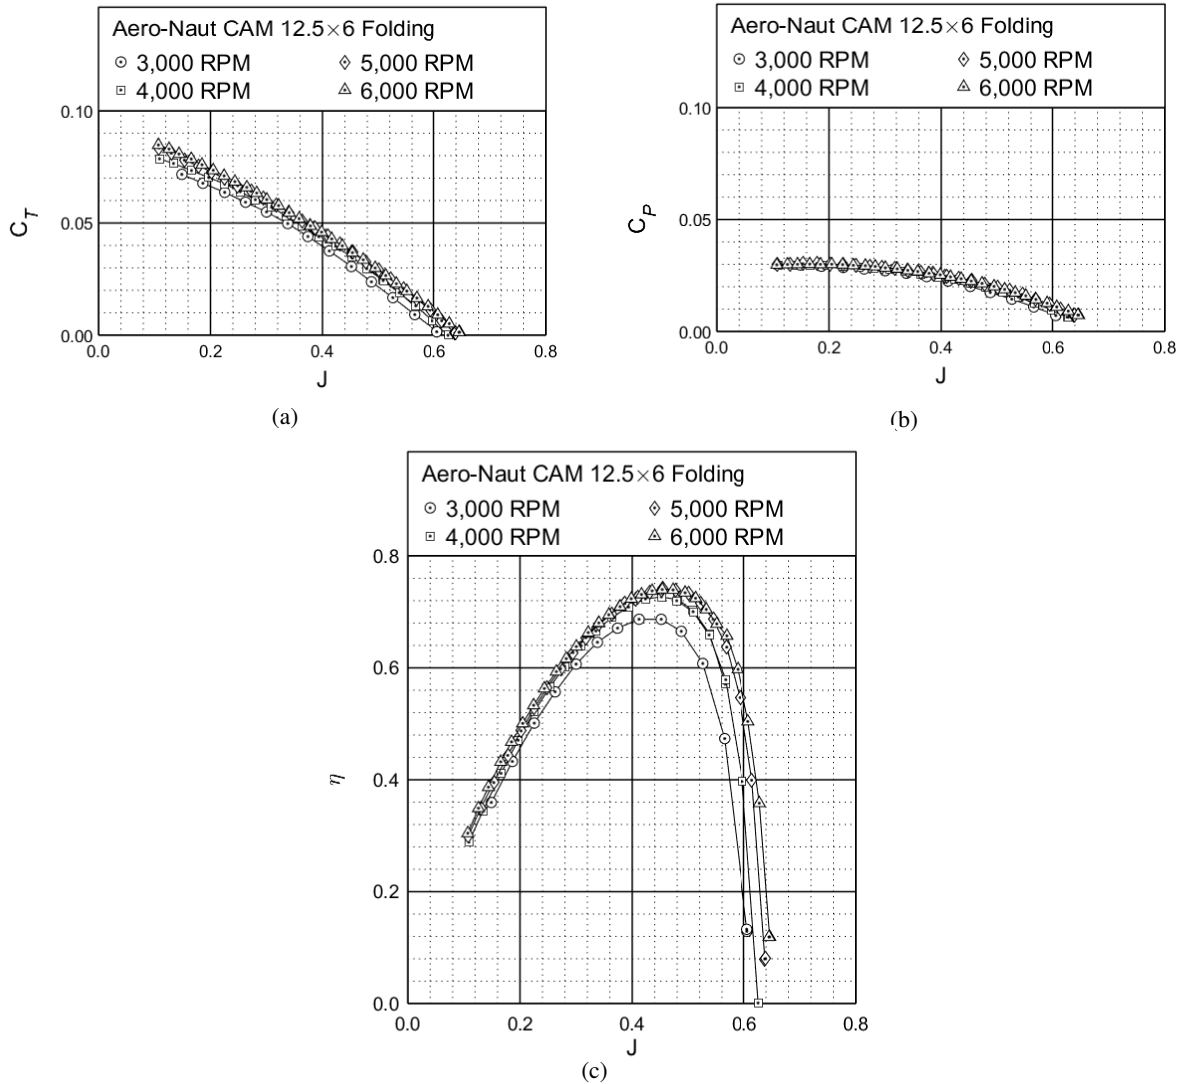 Aero-Naut CAM 12.5×6 Folding
3,000 RPM
5,000 RPM
4,000 RPM
6,000 RPM
0.10
0.05
0.00
C_T
0.0
0.2
0.4
0.6
0.8
J
(a)
Aero-Naut CAM 12.5×6 Folding
3,000 RPM
5,000 RPM
4,000 RPM
6,000 RPM
0.10
0.05
0.00
C_P
0.0
0.2
0.4
0.6
0.8
J
(b)
Aero-Naut CAM 12.5×6 Folding
3,000 RPM
5,000 RPM
4,000 RPM
6,000 RPM
0.8
0.6
0.4
0.2
0.0
η
0.0
0.2
0.4
0.6
0.8
J
(c)